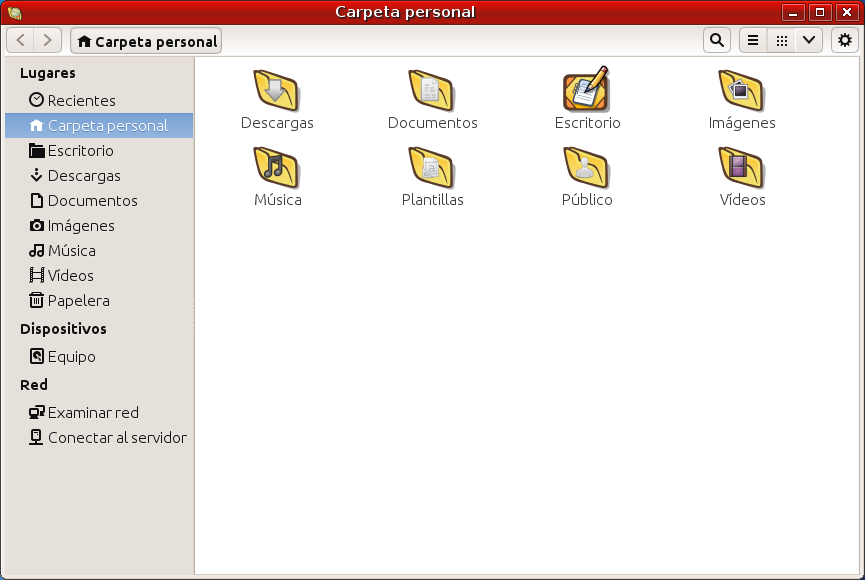 Carpeta personal
Carpeta personal
Lugares
Recientes
Carpeta personal
Escritorio
Descargas
Documentos
Imágenes
Música
Vídeos
Papelera
Dispositivos
Equipo
Red
Examinar red
Conectar al servidor
Descargas
Documentos
Escritorio
Imágenes
Música
Plantillas
Público
Vídeos